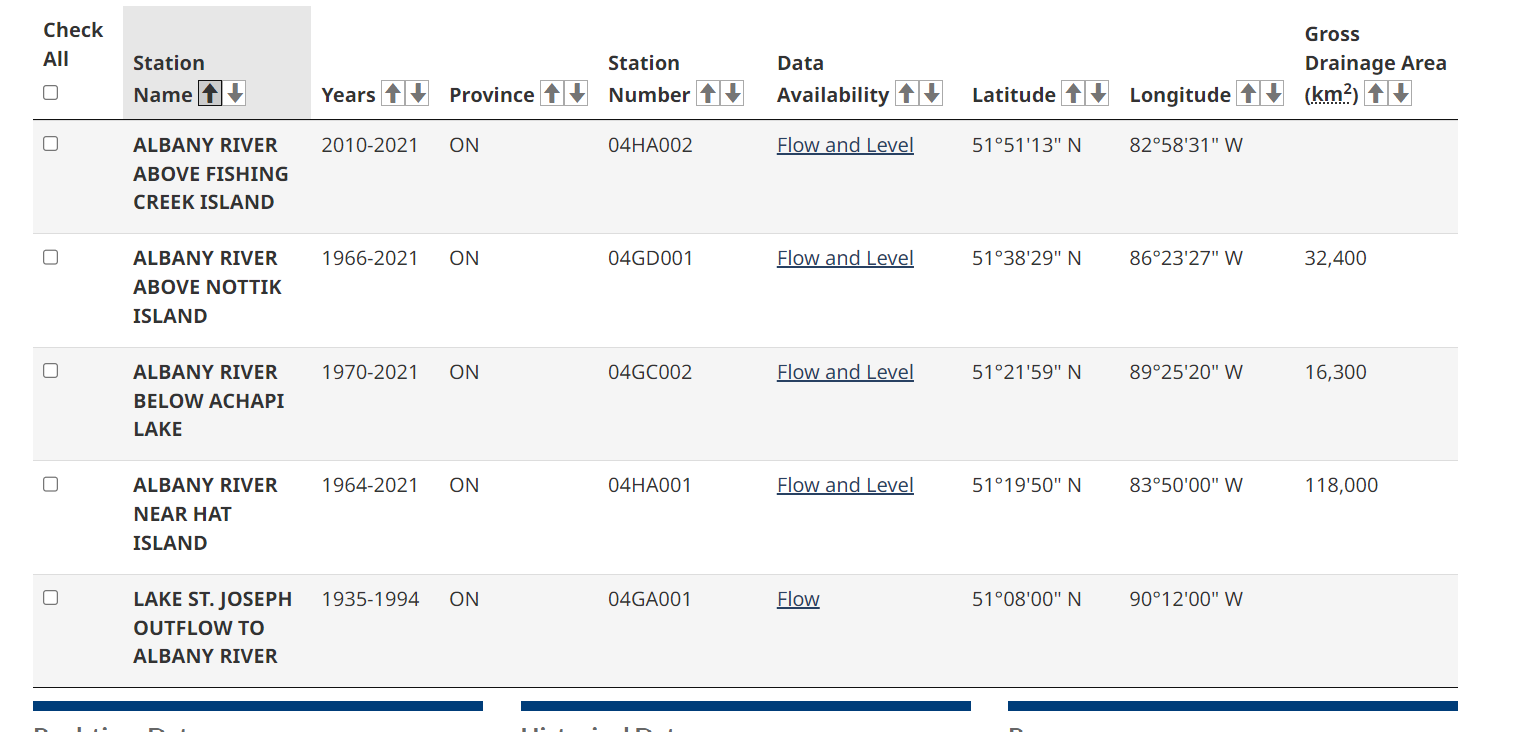 Check All
Station Name
Years
Province
Station Number
Data Availability
Latitude
Longitude
Gross Drainage Area (km²)
ALBANY RIVER
ABOVE FISHING
CREEK ISLAND
2010-2021 ON 04HA002 Flow and Level 51°51'13" N 82°58'31" W
ALBANY RIVER
ABOVE NOTTIK
ISLAND
1966-2021 ON 04GD001 Flow and Level 51°38'29" N 86°23'27" W 32,400
ALBANY RIVER
BELOW ACHAPI
LAKE
1970-2021 ON 04GC002 Flow and Level 51°21'59" N 89°25'20" W 16,300
ALBANY RIVER
NEAR HAT
ISLAND
1964-2021 ON 04HA001 Flow and Level 51°19'50" N 83°50'00" W 118,000
LAKE ST. JOSEPH
OUTFLOW TO
ALBANY RIVER
1935-1994 ON 04GA001 Flow 51°08'00" N 90°12'00" W